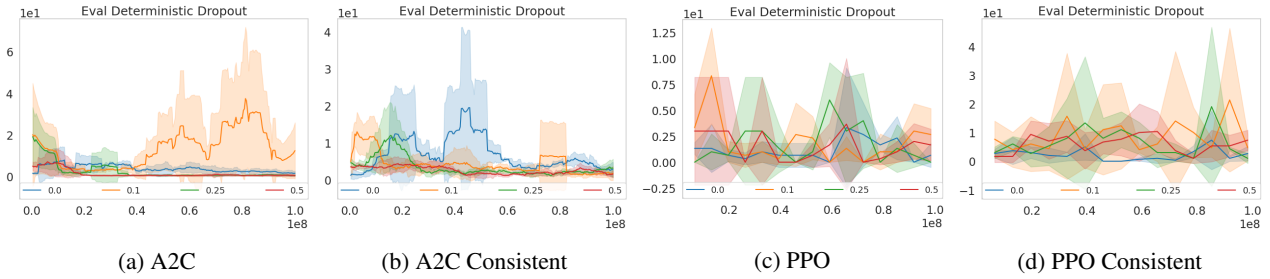 Eval Deterministic Dropout
1e1
6
4
2
0
0.0 0.1 0.25 0.5
0.0 0.2 0.4 0.6 0.8 1.0
1e8
(a) A2C
Eval Deterministic Dropout
1e1
4
3
2
1
0
0.0 0.1 0.25 0.5
0.0 0.2 0.4 0.6 0.8 1.0
1e8
(b) A2C Consistent
Eval Deterministic Dropout
1.25
1.00
0.75
0.50
0.25
0.00
−0.25
0.0 0.1 0.25 0.5
0.2 0.4 0.6 0.8 1.0
1e8
(c) PPO
Eval Deterministic Dropout
1e1
5
4
3
2
1
0
−1
0.0 0.1 0.25 0.5
0.2 0.4 0.6 0.8 1.0
1e8
(d) PPO Consistent